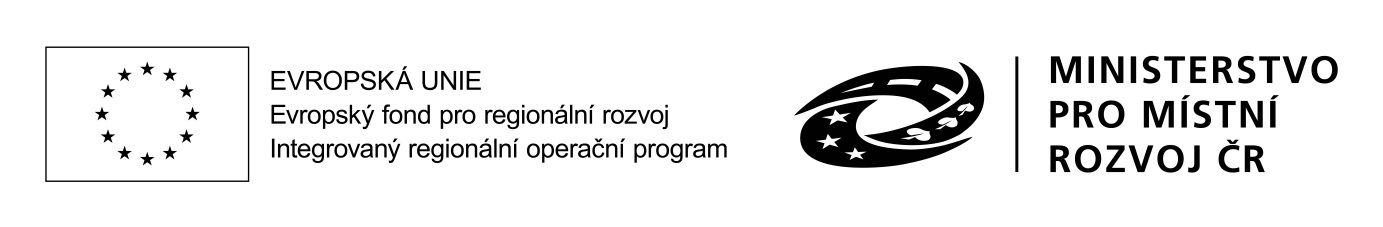 EVROPSKÁ UNIE
Evropský fond pro regionální rozvoj
Integrovaný regionální operační program
MINISTERSTVO
PRO MÍSTNÍ
ROZVOJ ČR